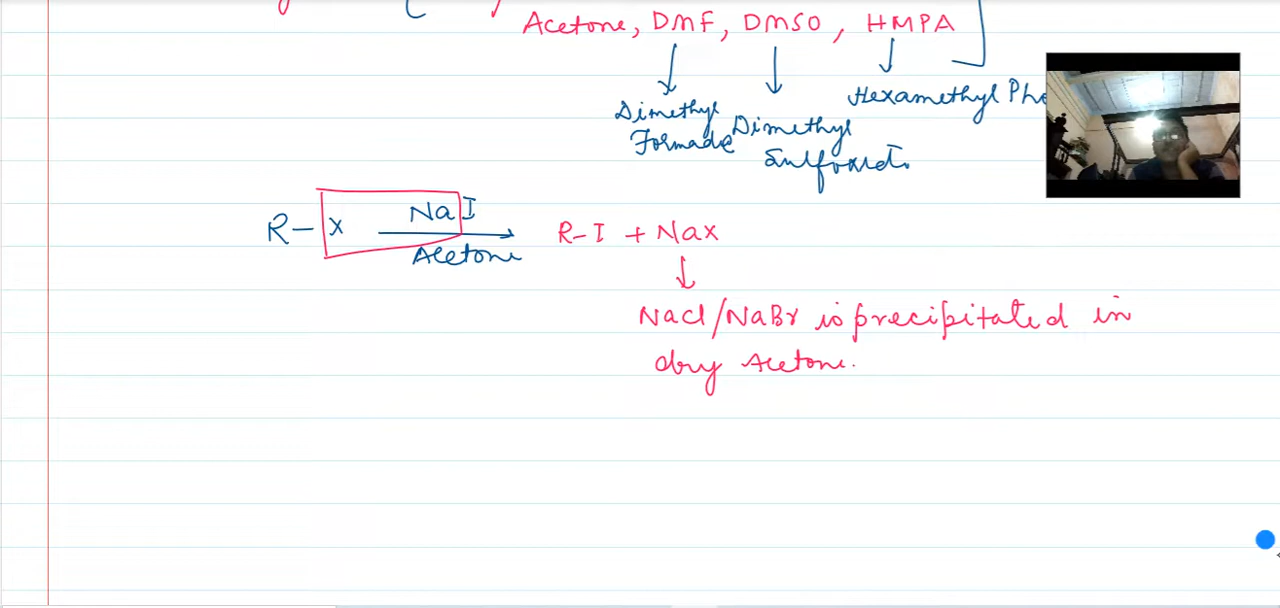 Acetone, DMF, DMSO, HMPA
Hexamethyl Pho
Dimethyl
Formade
Dimethyl
Sulfoxide
R-X NaI R-I + NaX
Acetone
NaCl/NaBr is precipitated in
dry Acetone.